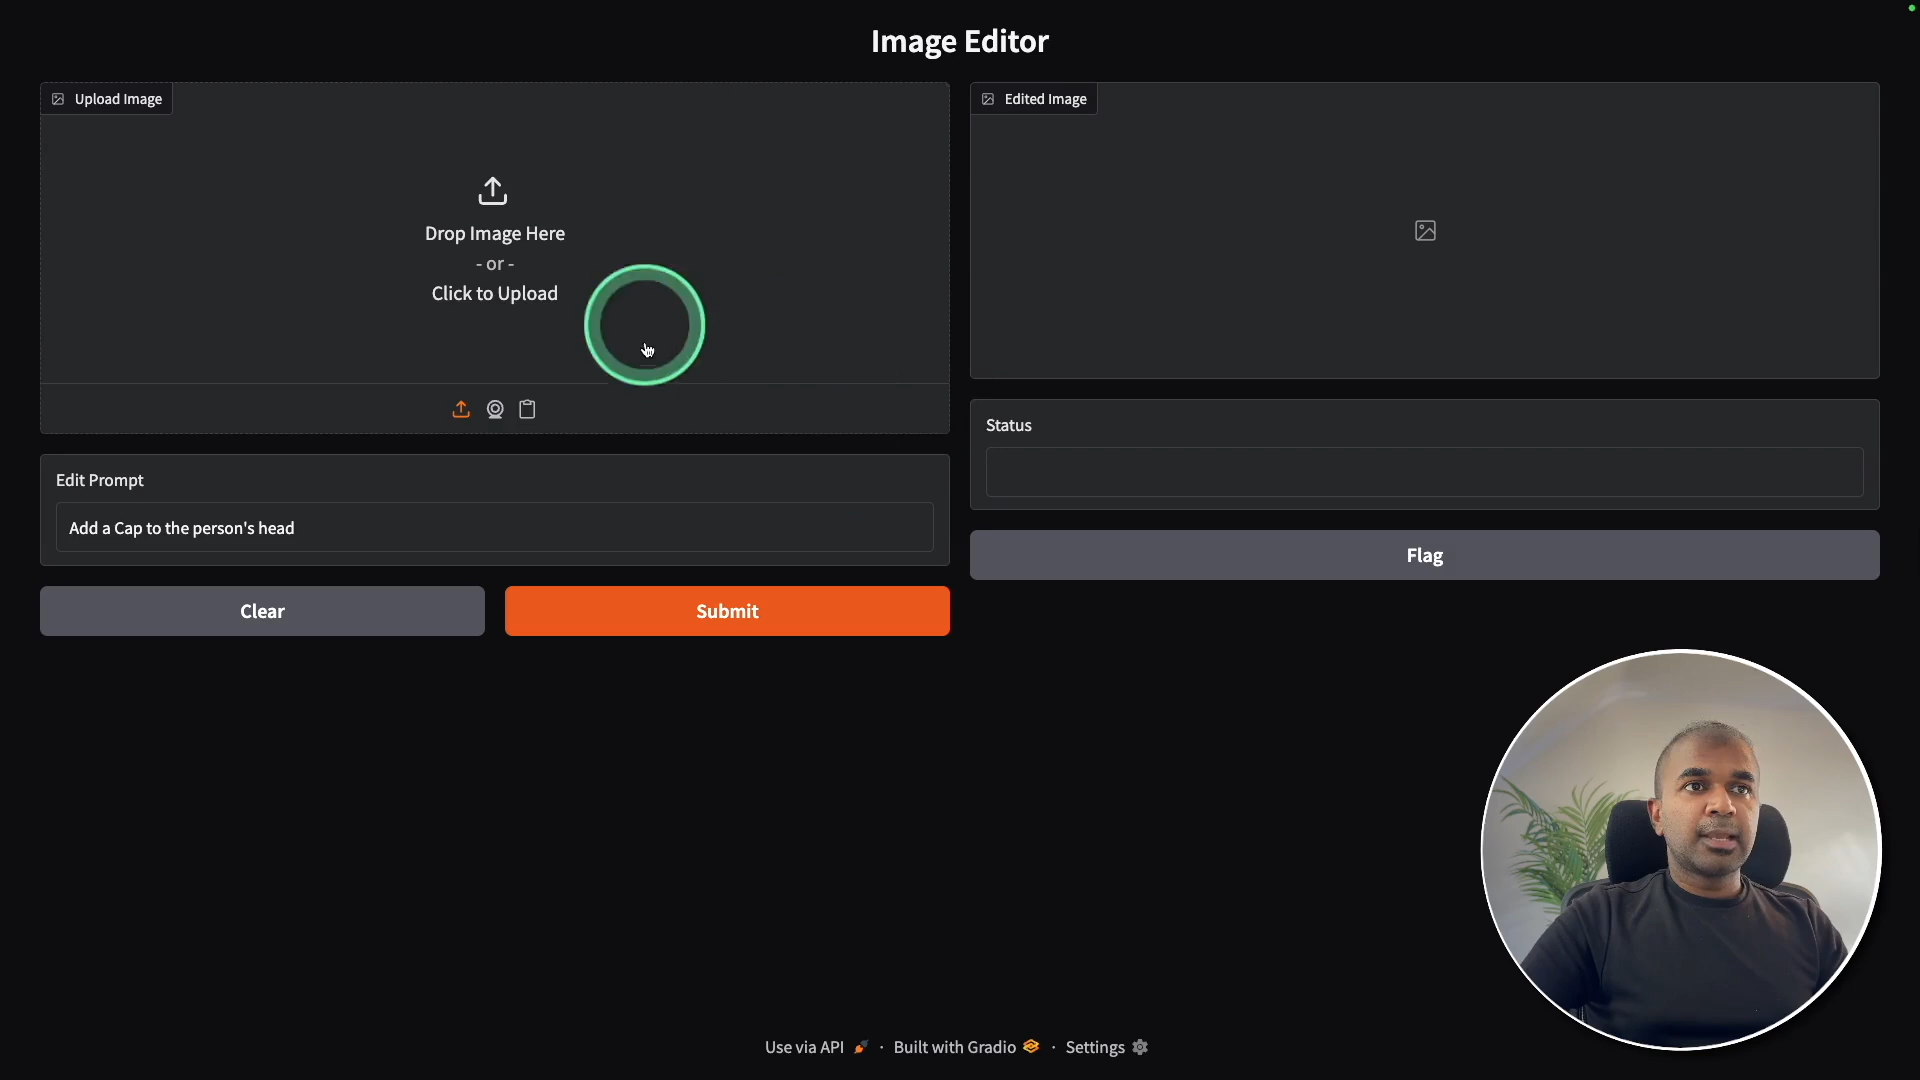 Image Editor
Upload Image
Drop Image Here
- or -
Click to Upload
Edit Prompt
Add a Cap to the person's head
Clear
Submit
Edited Image
Status
Flag
Use via API · Built with Gradio · Settings